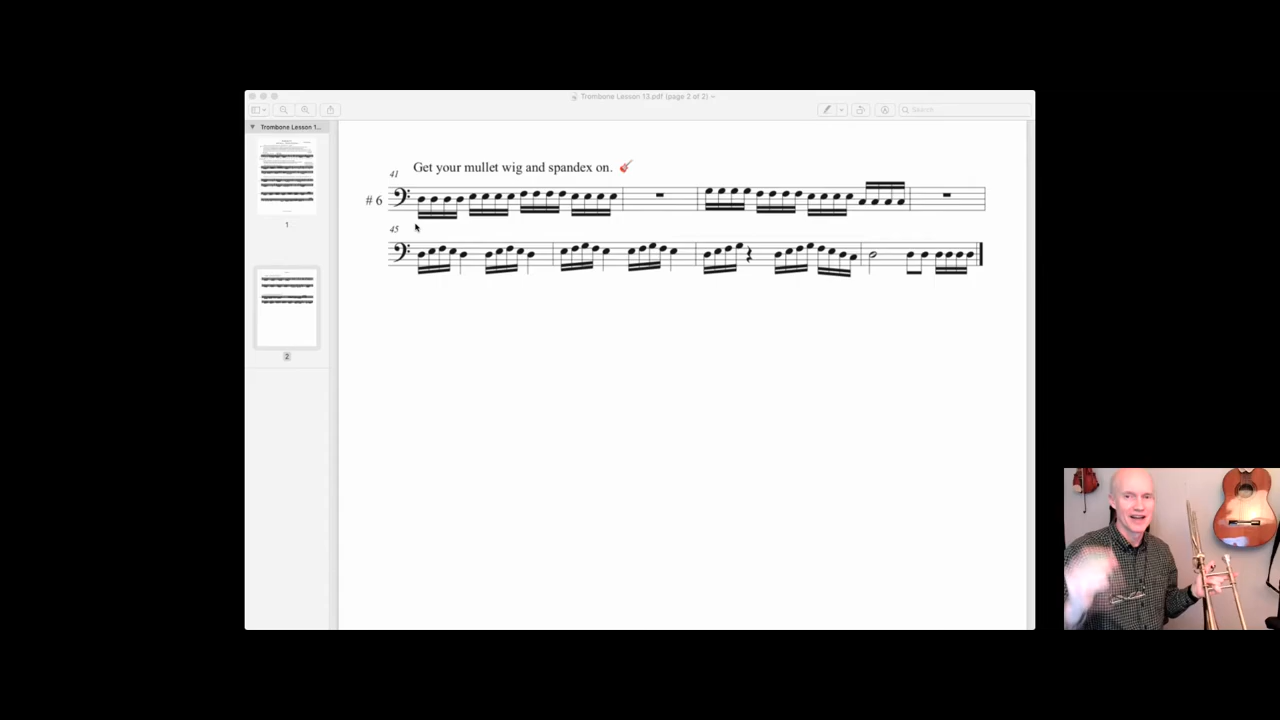 Trombone Lesson 13.pdf (page 2 of 2)
Search
Trombone Lesson 1...
1
2
Get your mullet wig and spandex on.
41
# 6
45